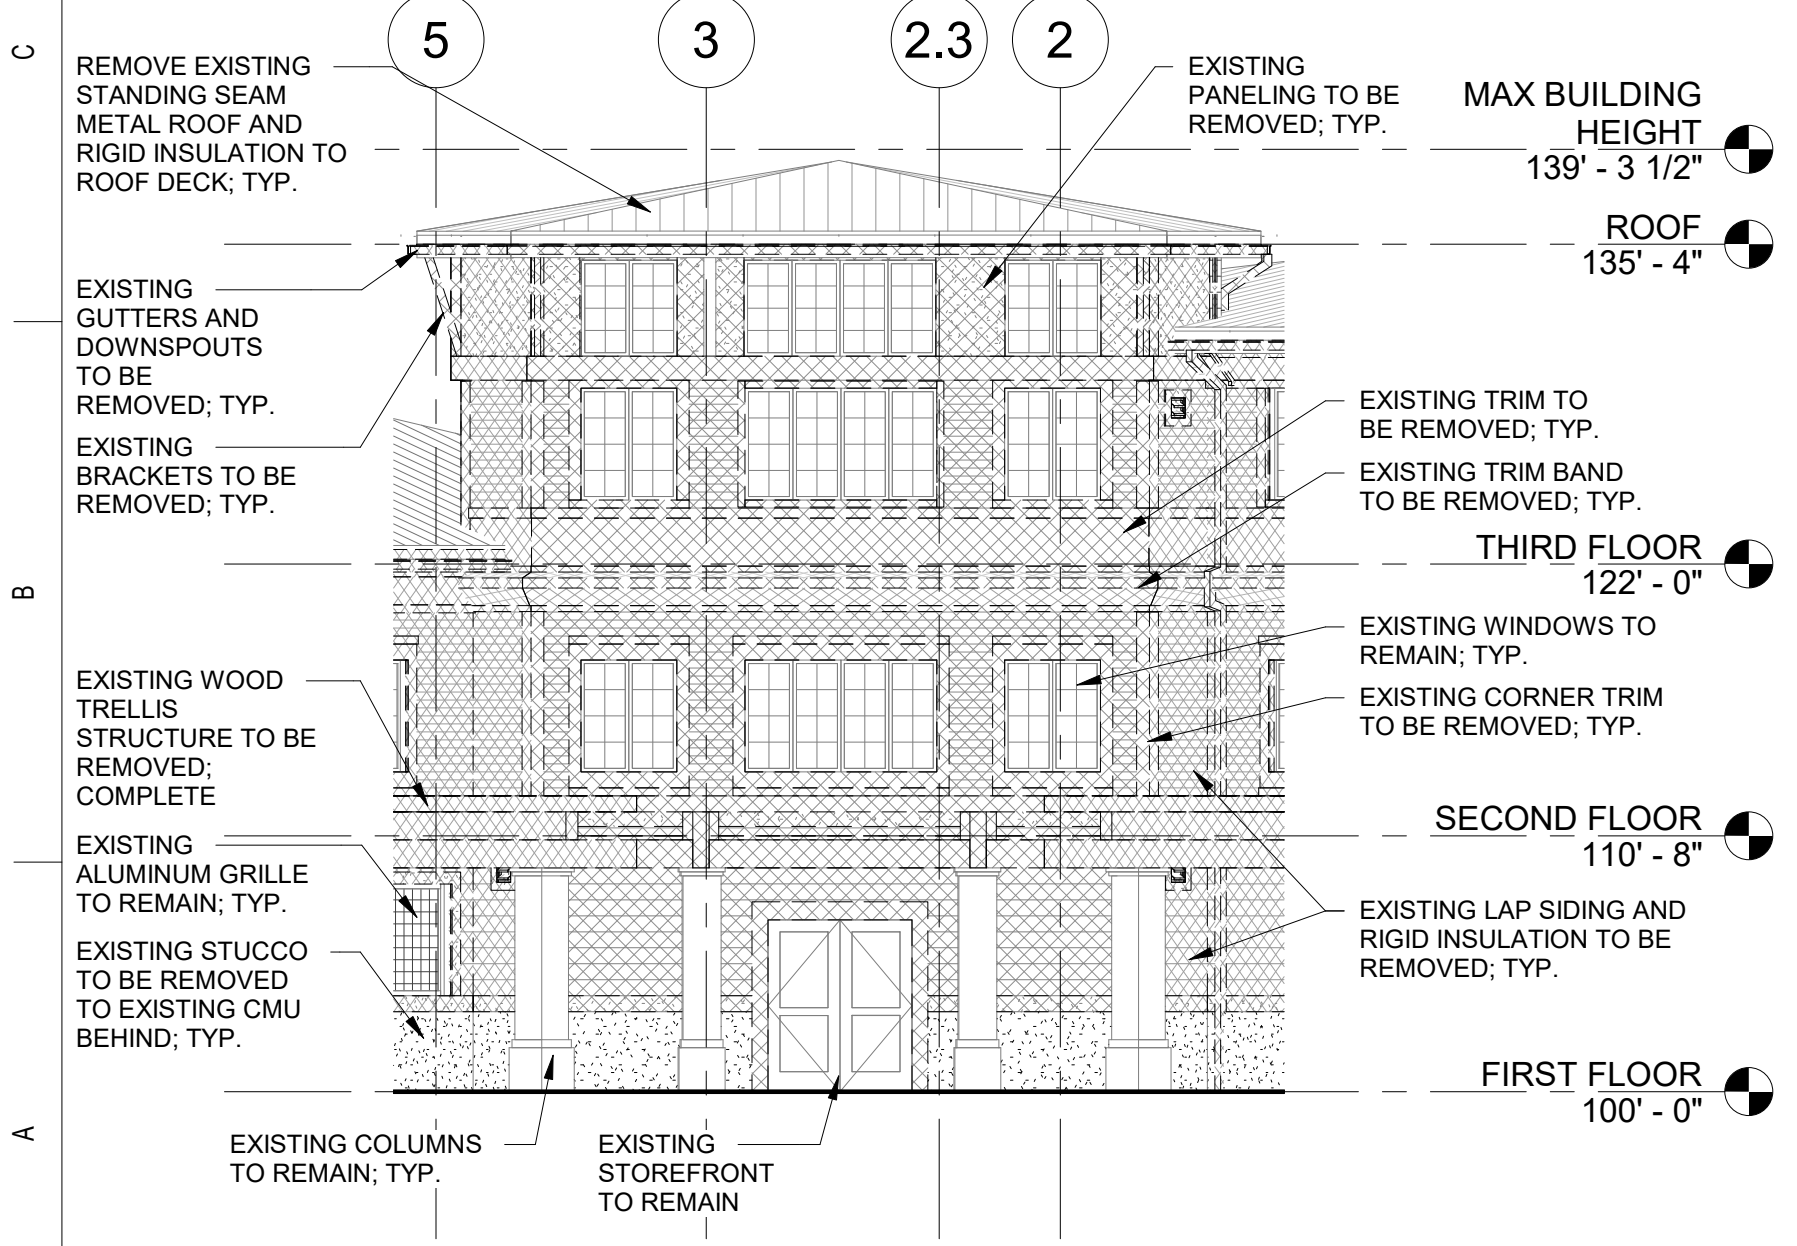 5
3
2.3
2
C
REMOVE EXISTING
STANDING SEAM
METAL ROOF AND
RIGID INSULATION TO
ROOF DECK; TYP.
EXISTING
PANELING TO BE
REMOVED; TYP.
MAX BUILDING
HEIGHT
139' - 3 1/2"
ROOF
135' - 4"
EXISTING
GUTTERS AND
DOWNSPOUTS
TO BE
REMOVED; TYP.
EXISTING
BRACKETS TO BE
REMOVED; TYP.
EXISTING TRIM TO
BE REMOVED; TYP.
EXISTING TRIM BAND
TO BE REMOVED; TYP.
THIRD FLOOR
122' - 0"
B
EXISTING WINDOWS TO
REMAIN; TYP.
EXISTING WOOD
TRELLIS
STRUCTURE TO BE
REMOVED;
COMPLETE
EXISTING CORNER TRIM
TO BE REMOVED; TYP.
SECOND FLOOR
110' - 8"
EXISTING
ALUMINUM GRILLE
TO REMAIN; TYP.
EXISTING STUCCO
TO BE REMOVED
TO EXISTING CMU
BEHIND; TYP.
EXISTING LAP SIDING AND
RIGID INSULATION TO BE
REMOVED; TYP.
FIRST FLOOR
100' - 0"
A
EXISTING COLUMNS
TO REMAIN; TYP.
EXISTING
STOREFRONT
TO REMAIN